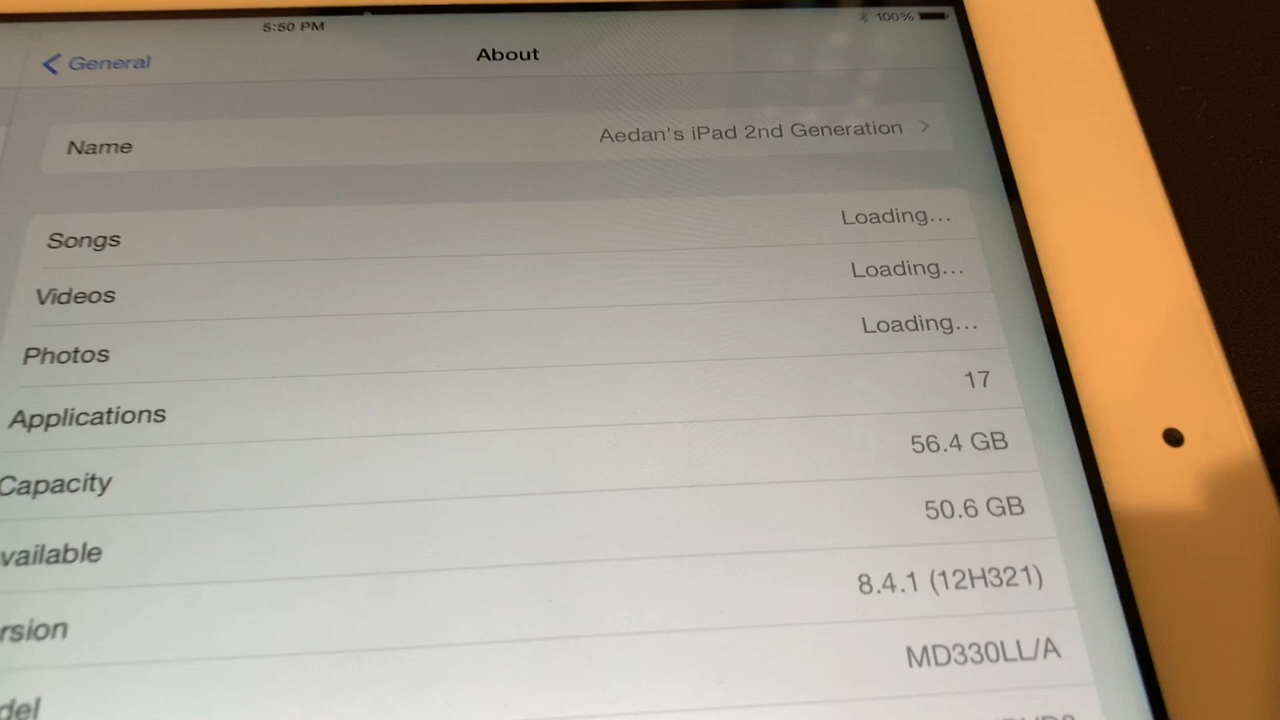 5:50 PM
100%
General
About
Name Aedan's iPad 2nd Generation
Songs Loading...
Videos Loading...
Photos Loading...
Applications 17
Capacity 56.4 GB
vailable 50.6 GB
rsion 8.4.1 (12H321)
del MD330LL/A